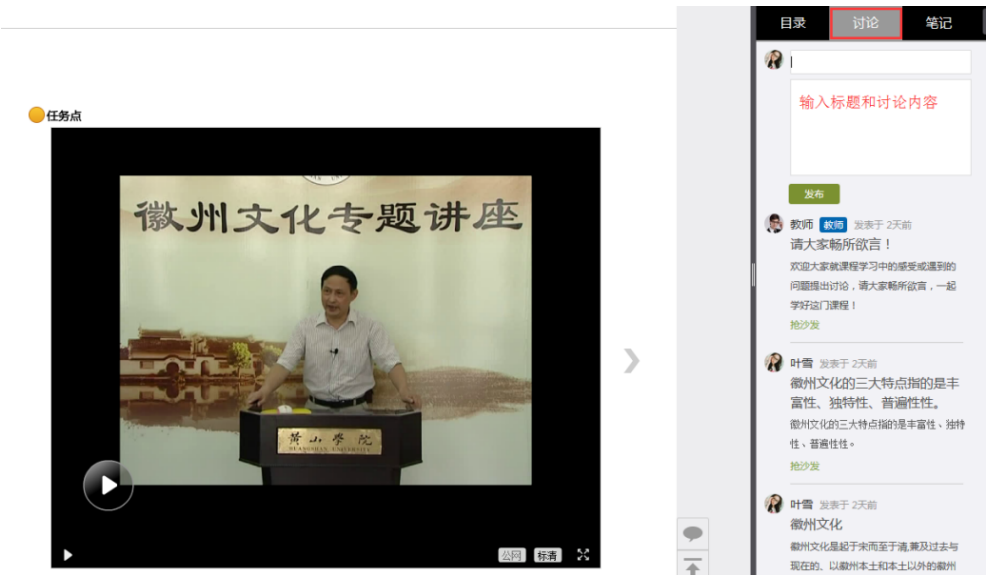 任务点
徽州文化专题讲座
黄山学院
HUANGSHAN UNIVERSITY
公网 标清
目录 讨论 笔记
输入标题和讨论内容
发布
教师 教师 发表于 2天前
请大家畅所欲言！
欢迎大家就课程学习中的感受或遇到的
问题提出讨论，请大家畅所欲言，一起
学好这门课程！
抢沙发
叶雪 发表于 2天前
徽州文化的三大特点指的是丰
富性、独特性、普遍性性。
徽州文化的三大特点指的是丰富性、独特
性、普遍性性。
抢沙发
叶雪 发表于 2天前
徽州文化
徽州文化是起于宋而至于清,兼及过去与
现在的、以徽州本土和本土以外的徽州